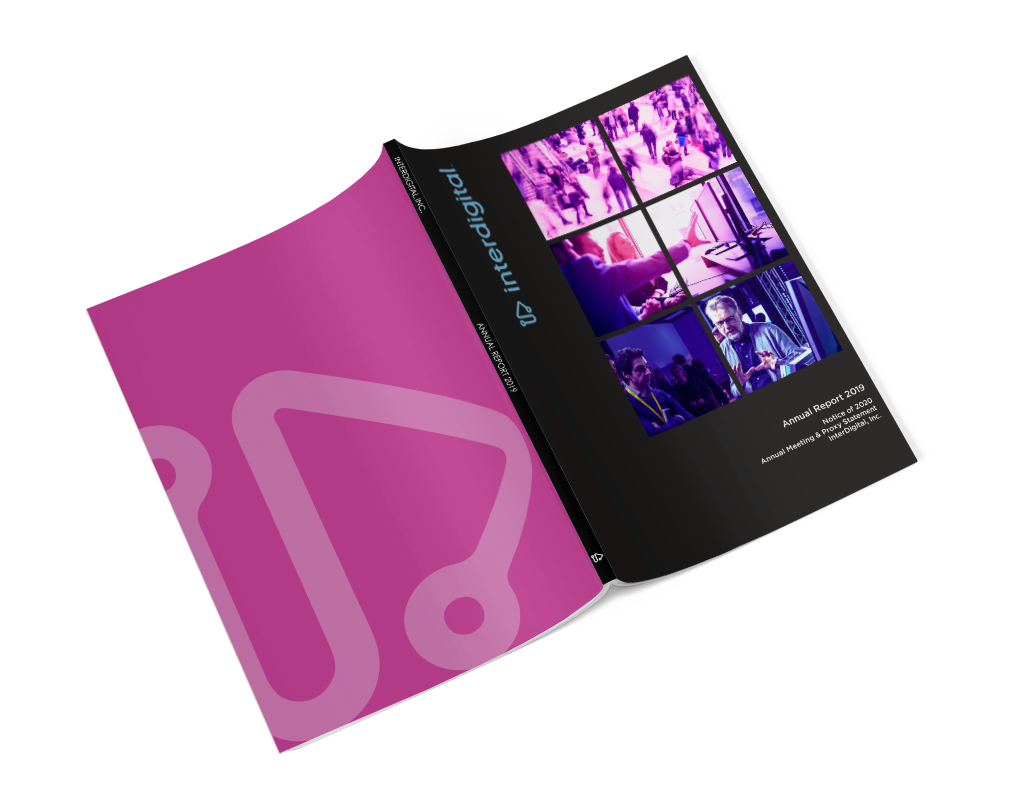 INTERDIGITAL, INC.
ANNUAL REPORT 2019
interdigital
Annual Report 2019
Notice of 2020
Annual Meeting & Proxy Statement
InterDigital, Inc.